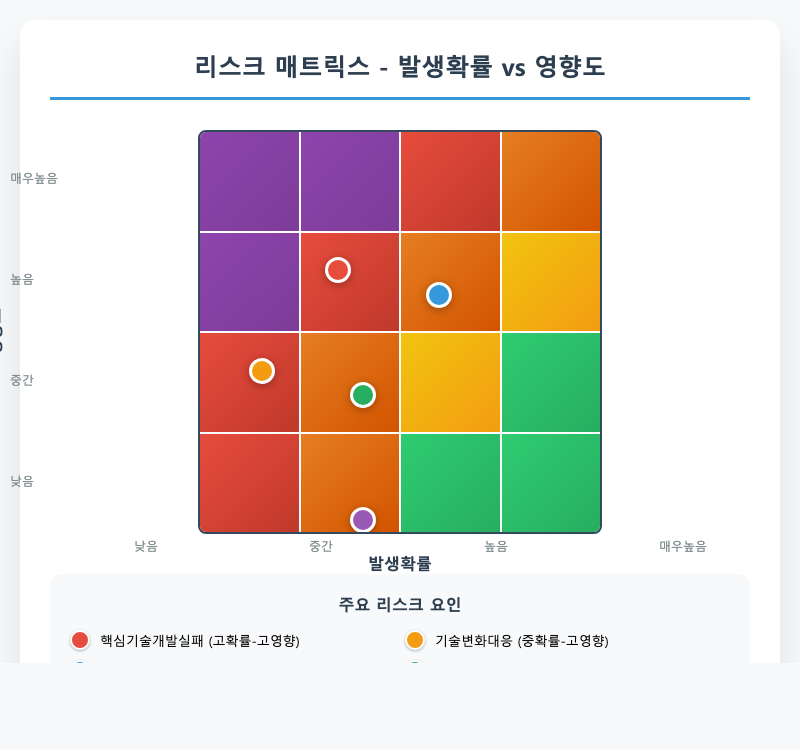 리스크 매트릭스 - 발생확률 vs 영향도
매우높음
높음
중간
낮음
낮음 중간 높음 매우높음
발생확률
주요 리스크 요인
핵심기술개발실패 (고확률-고영향)
기술변화대응 (중확률-고영향)